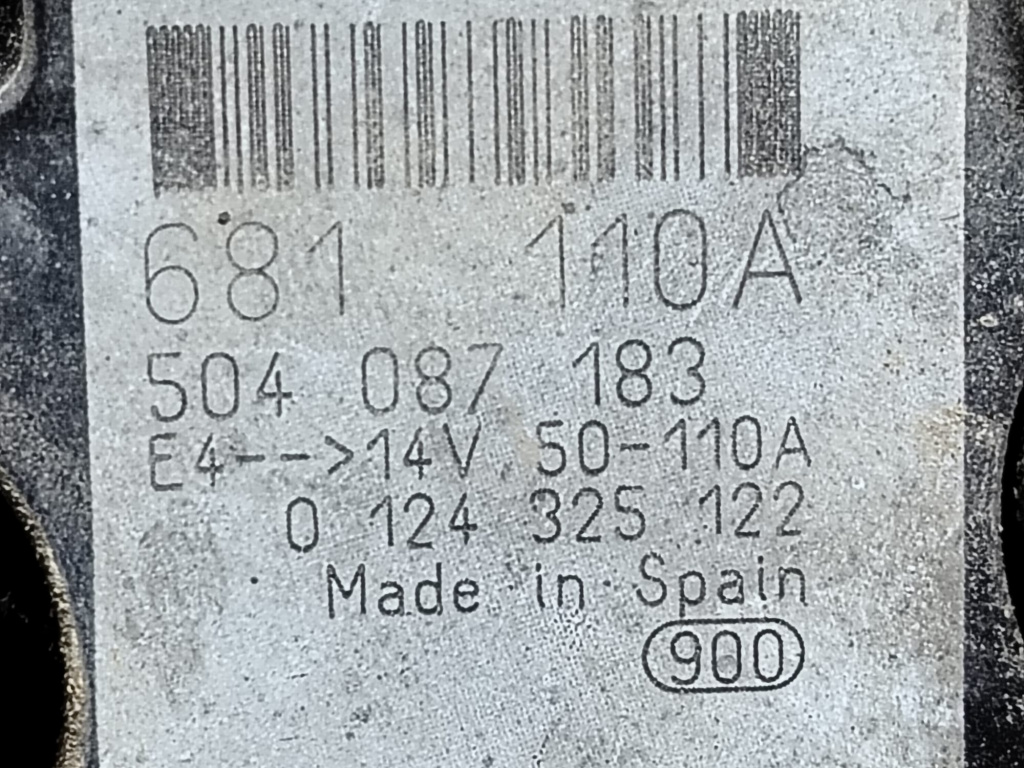 681 110A
504 087 183
E4-->14V 50-110A
0 124 325 122
Made in Spain
900